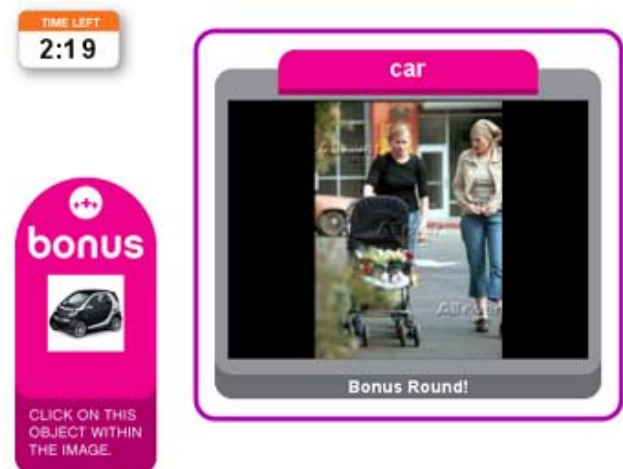 TIME LEFT
2:19
car
bonus
CLICK ON THIS
OBJECT WITHIN
THE IMAGE.
Bonus Round!